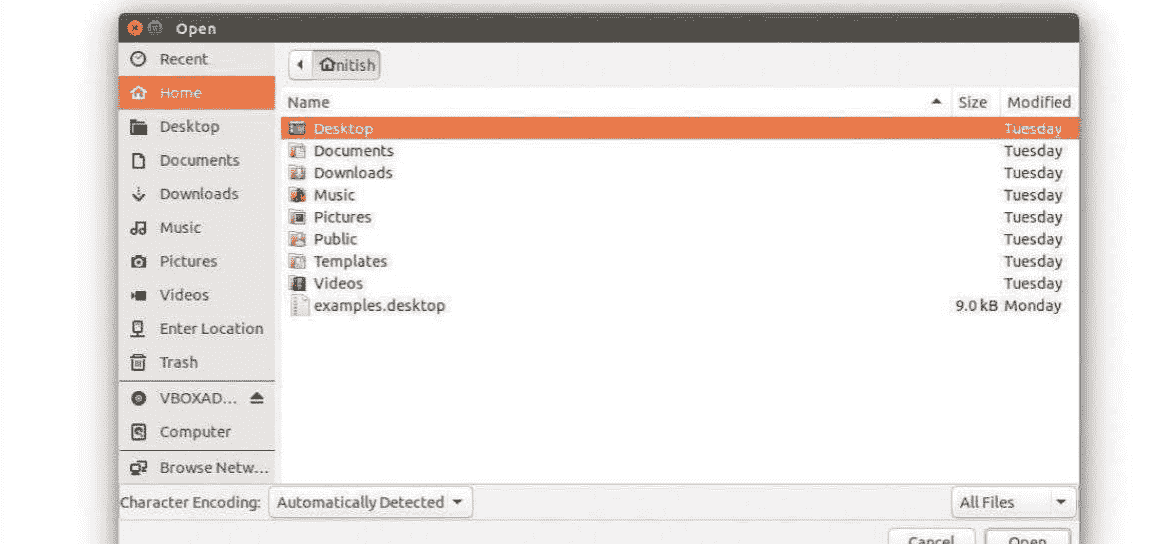 Open
Recent
Home
Desktop
Documents
Downloads
Music
Pictures
Videos
Enter Location
Trash
VBOXAD...
Computer
Browse Netw...
nitish
Name Size Modified
Desktop Tuesday
Documents Tuesday
Downloads Tuesday
Music Tuesday
Pictures Tuesday
Public Tuesday
Templates Tuesday
Videos Tuesday
examples.desktop 9.0 kB Monday
Character Encoding: Automatically Detected All Files
Cancel Open